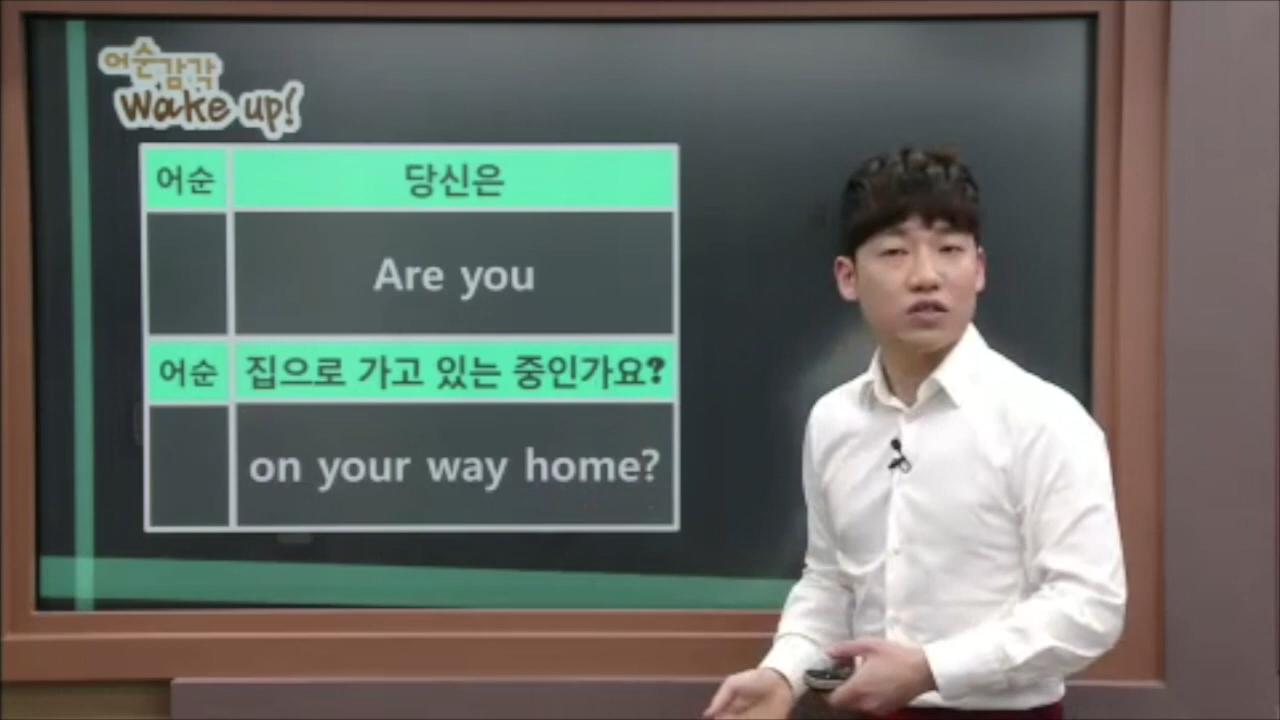 어순감각
Wake up!
어순 당신은
Are you
어순 집으로 가고 있는 중인가요?
on your way home?